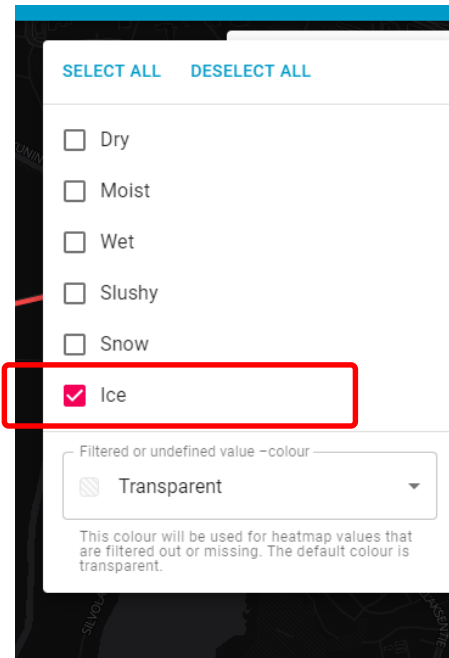 SELECT ALL DESELECT ALL
Dry
Moist
Wet
Slushy
Snow
Ice
Filtered or undefined value –colour
Transparent
This colour will be used for heatmap values that
are filtered out or missing. The default colour is
transparent.